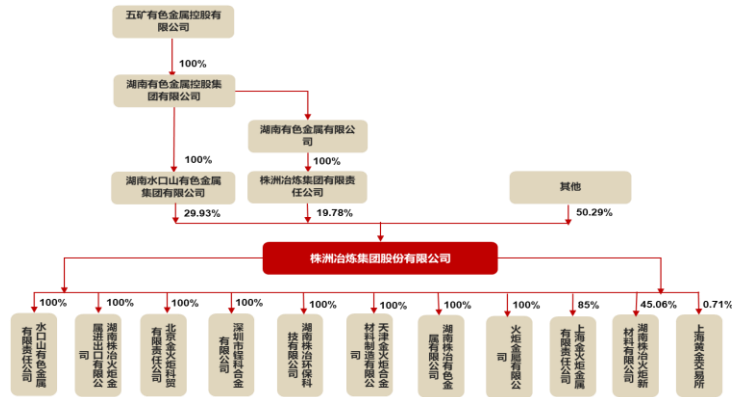 五矿有色金属控股有
限公司
100%
湖南有色金属控股集
团有限公司
湖南有色金属有限公
司
100%
100%
湖南水口山有色金属
集团有限公司
株洲冶炼集团有限责
任公司
其他
29.93%
19.78%
50.29%
株洲冶炼集团股份有限公司
100%
100%
100%
100%
100%
100%
100%
100%
85%
45.06%
0.71%
水口山有色金属
有限责任公司
湖南株冶火炬金
属进出口有限公
司
北京金火炬科贸
有限责任公司
深圳市锃科合金
有限公司
湖南株冶环保科
技有限公司
天津金火炬合金
材料制造有限公
司
湖南株冶有色金
属有限公司
火炬金属有限公
司
上海金火炬金属
有限责任公司
湖南株冶火炬新
材料有限公司
上海黄金交易所